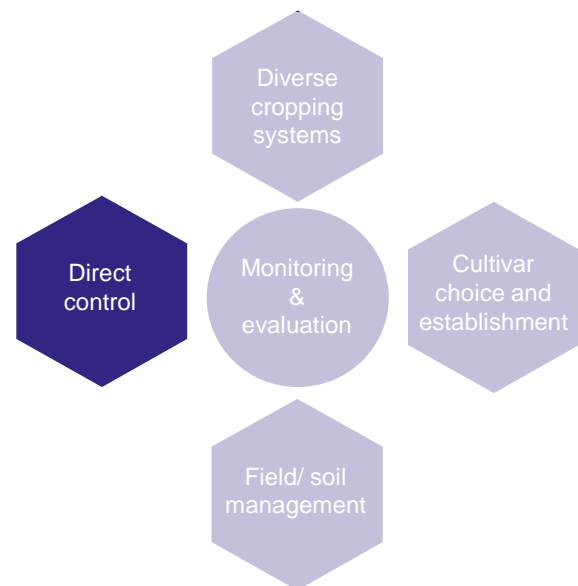 Diverse
cropping
systems
Direct
control
Monitoring
&
evaluation
Cultivar
choice and
establishment
Field/ soil
management